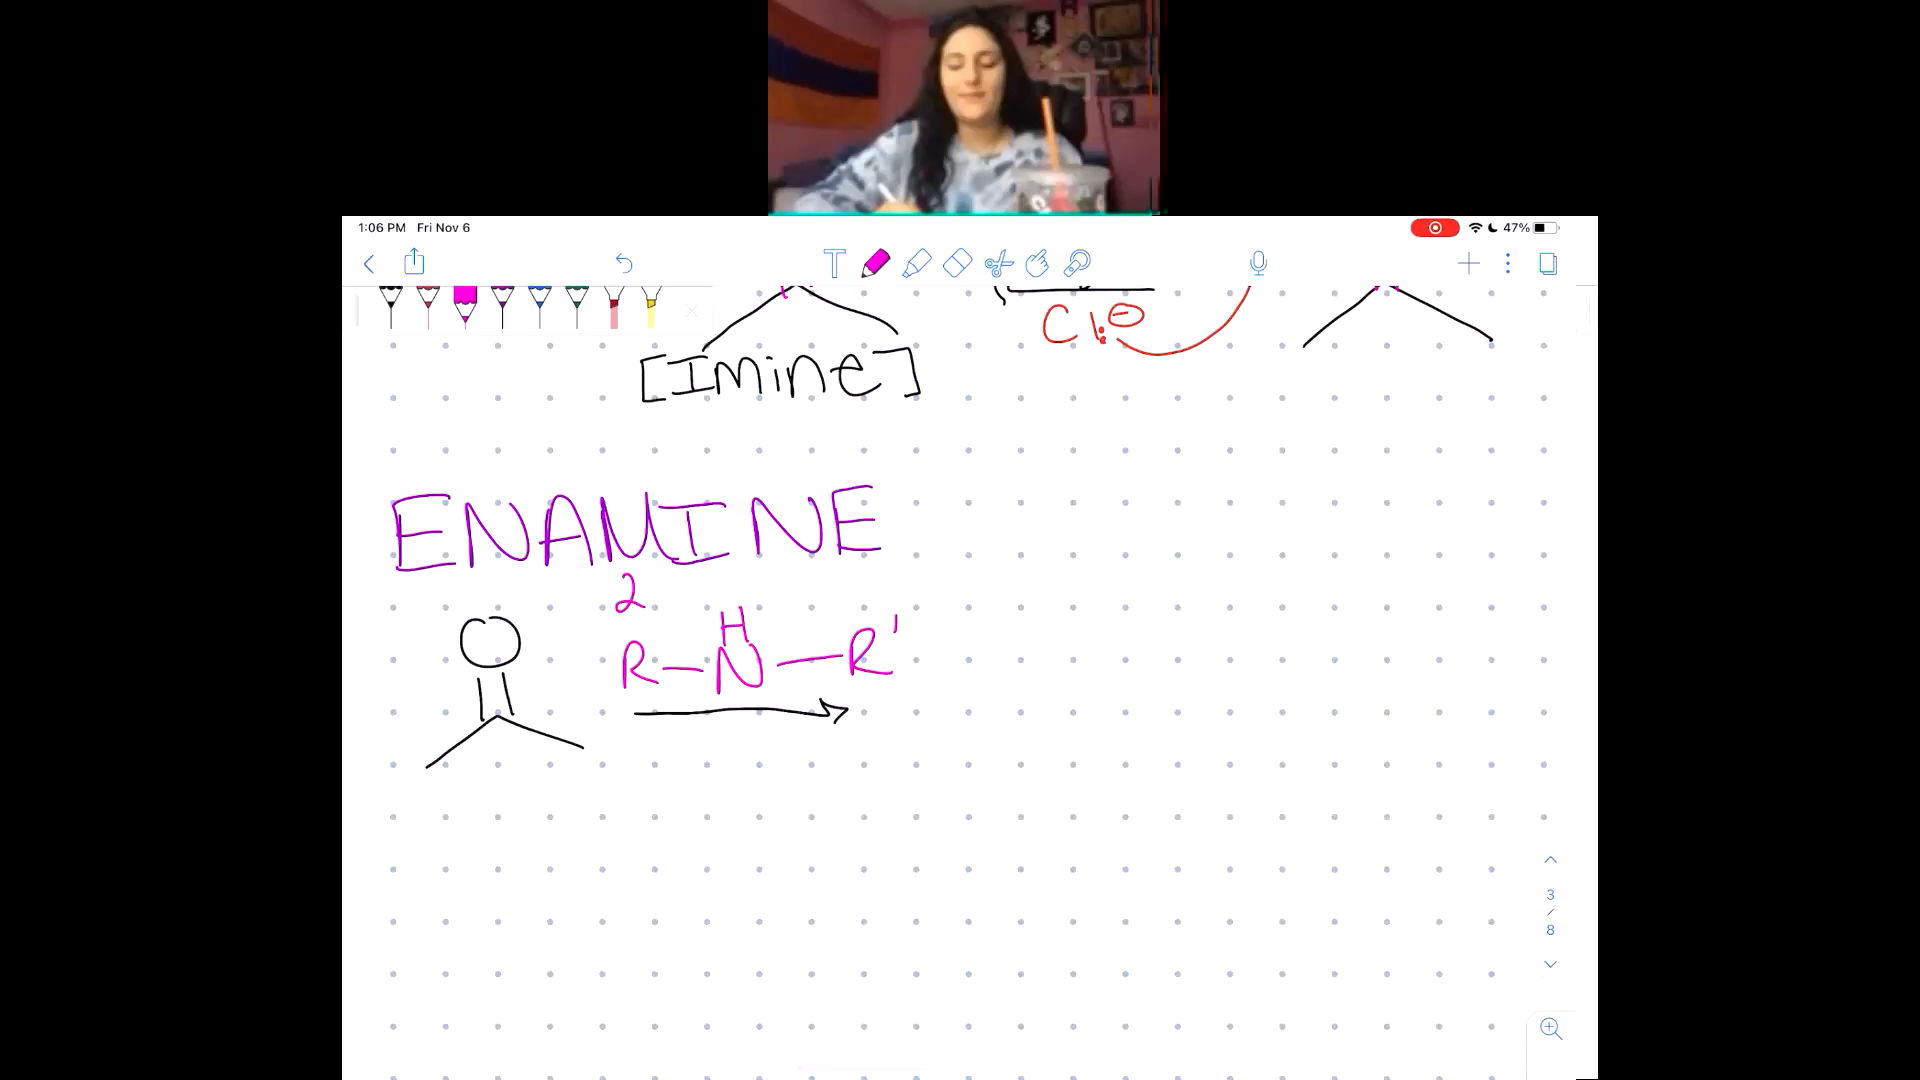 1:06 PM Fri Nov 6
47%
T
Cl:⊖
[Imine]
ENAMINE
2
O
H
R—N—R'
3
/
8